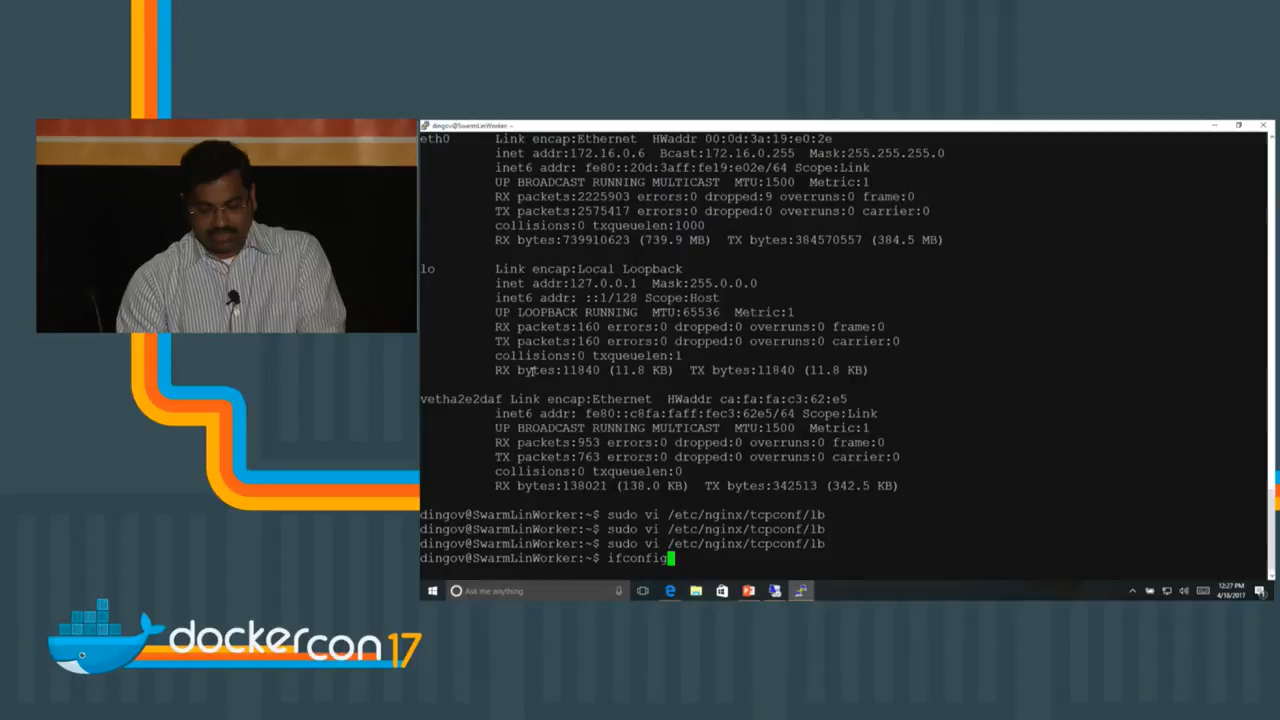 dingov@SwarmLinWorker: ~
eth0 Link encap:Ethernet HWaddr 00:0d:3a:19:e0:2e
inet addr:172.16.0.6 Bcast:172.16.0.255 Mask:255.255.255.0
inet6 addr: fe80::20d:3aff:fe19:e02e/64 Scope:Link
UP BROADCAST RUNNING MULTICAST MTU:1500 Metric:1
RX packets:2225903 errors:0 dropped:9 overruns:0 frame:0
TX packets:2575417 errors:0 dropped:0 overruns:0 carrier:0
collisions:0 txqueuelen:1000
RX bytes:739910623 (739.9 MB) TX bytes:384570557 (384.5 MB)
lo Link encap:Local Loopback
inet addr:127.0.0.1 Mask:255.0.0.0
inet6 addr: ::1/128 Scope:Host
UP LOOPBACK RUNNING MTU:65536 Metric:1
RX packets:160 errors:0 dropped:0 overruns:0 frame:0
TX packets:160 errors:0 dropped:0 overruns:0 carrier:0
collisions:0 txqueuelen:1
RX bytes:11840 (11.8 KB) TX bytes:11840 (11.8 KB)
vetha2e2daf Link encap:Ethernet HWaddr ca:fa:fa:c3:62:e5
inet6 addr: fe80::c8fa:faff:fec3:62e5/64 Scope:Link
UP BROADCAST RUNNING MULTICAST MTU:1500 Metric:1
RX packets:953 errors:0 dropped:0 overruns:0 frame:0
TX packets:763 errors:0 dropped:0 overruns:0 carrier:0
collisions:0 txqueuelen:0
RX bytes:138021 (138.0 KB) TX bytes:342513 (342.5 KB)
dingov@SwarmLinWorker:~$ sudo vi /etc/nginx/tcpconf/lb
dingov@SwarmLinWorker:~$ sudo vi /etc/nginx/tcpconf/lb
dingov@SwarmLinWorker:~$ sudo vi /etc/nginx/tcpconf/lb
dingov@SwarmLinWorker:~$ ifconfig
Ask me anything
12:27 PM
4/18/2017
dockercon 17